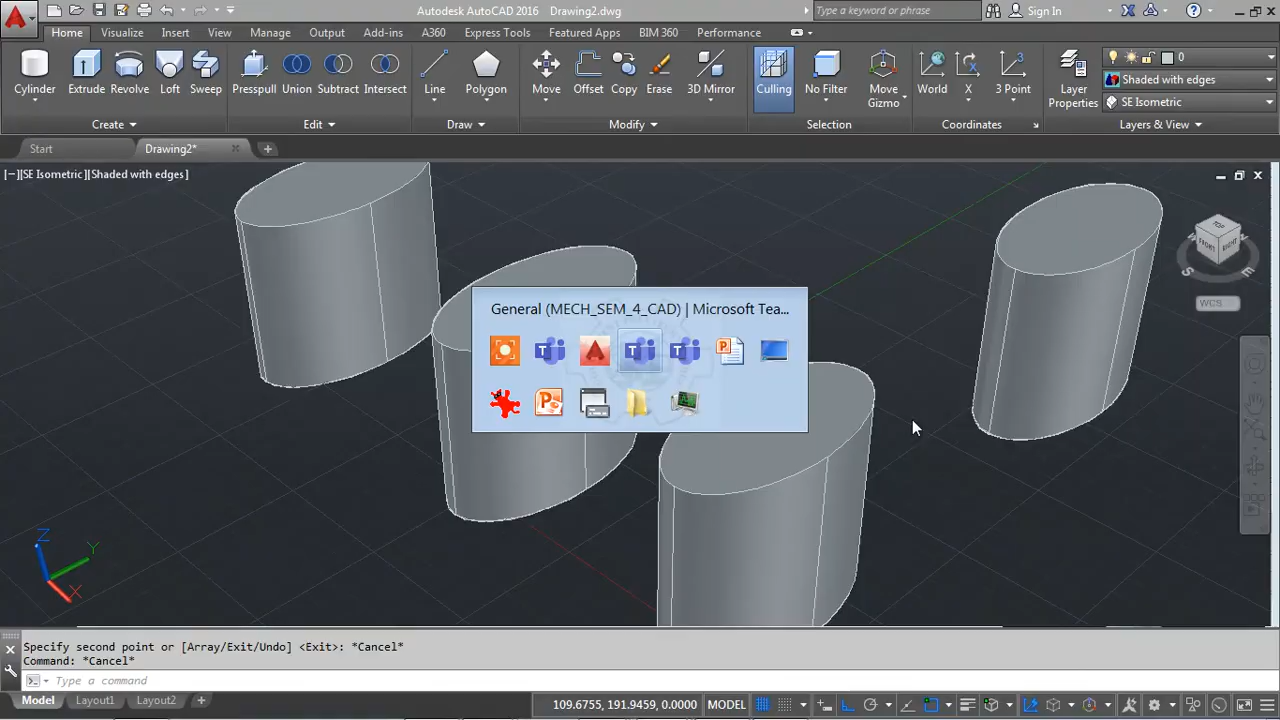 Autodesk AutoCAD 2016 Drawing2.dwg
Type a keyword or phrase
Sign In
Home Visualize Insert View Manage Output Add-ins A360 Express Tools Featured Apps BIM 360 Performance
Cylinder Extrude Revolve Loft Sweep Presspull Union Subtract Intersect Line Polygon Move Offset Copy Erase 3D Mirror Culling No Filter Move Gizmo World X 3 Point Layer Properties
0
Shaded with edges
SE Isometric
Create Edit Draw Modify Selection Coordinates Layers & View
Start Drawing2*
[−][SE Isometric][Shaded with edges]
TOP
FRONT RIGHT
S E
WCS
General (MECH_SEM_4_CAD) | Microsoft Tea...
Z
Y
X
Specify second point or [Array/Exit/Undo] <Exit>: *Cancel*
Command: *Cancel*
Type a command
Model Layout1 Layout2
109.6755, 191.9459, 0.0000 MODEL